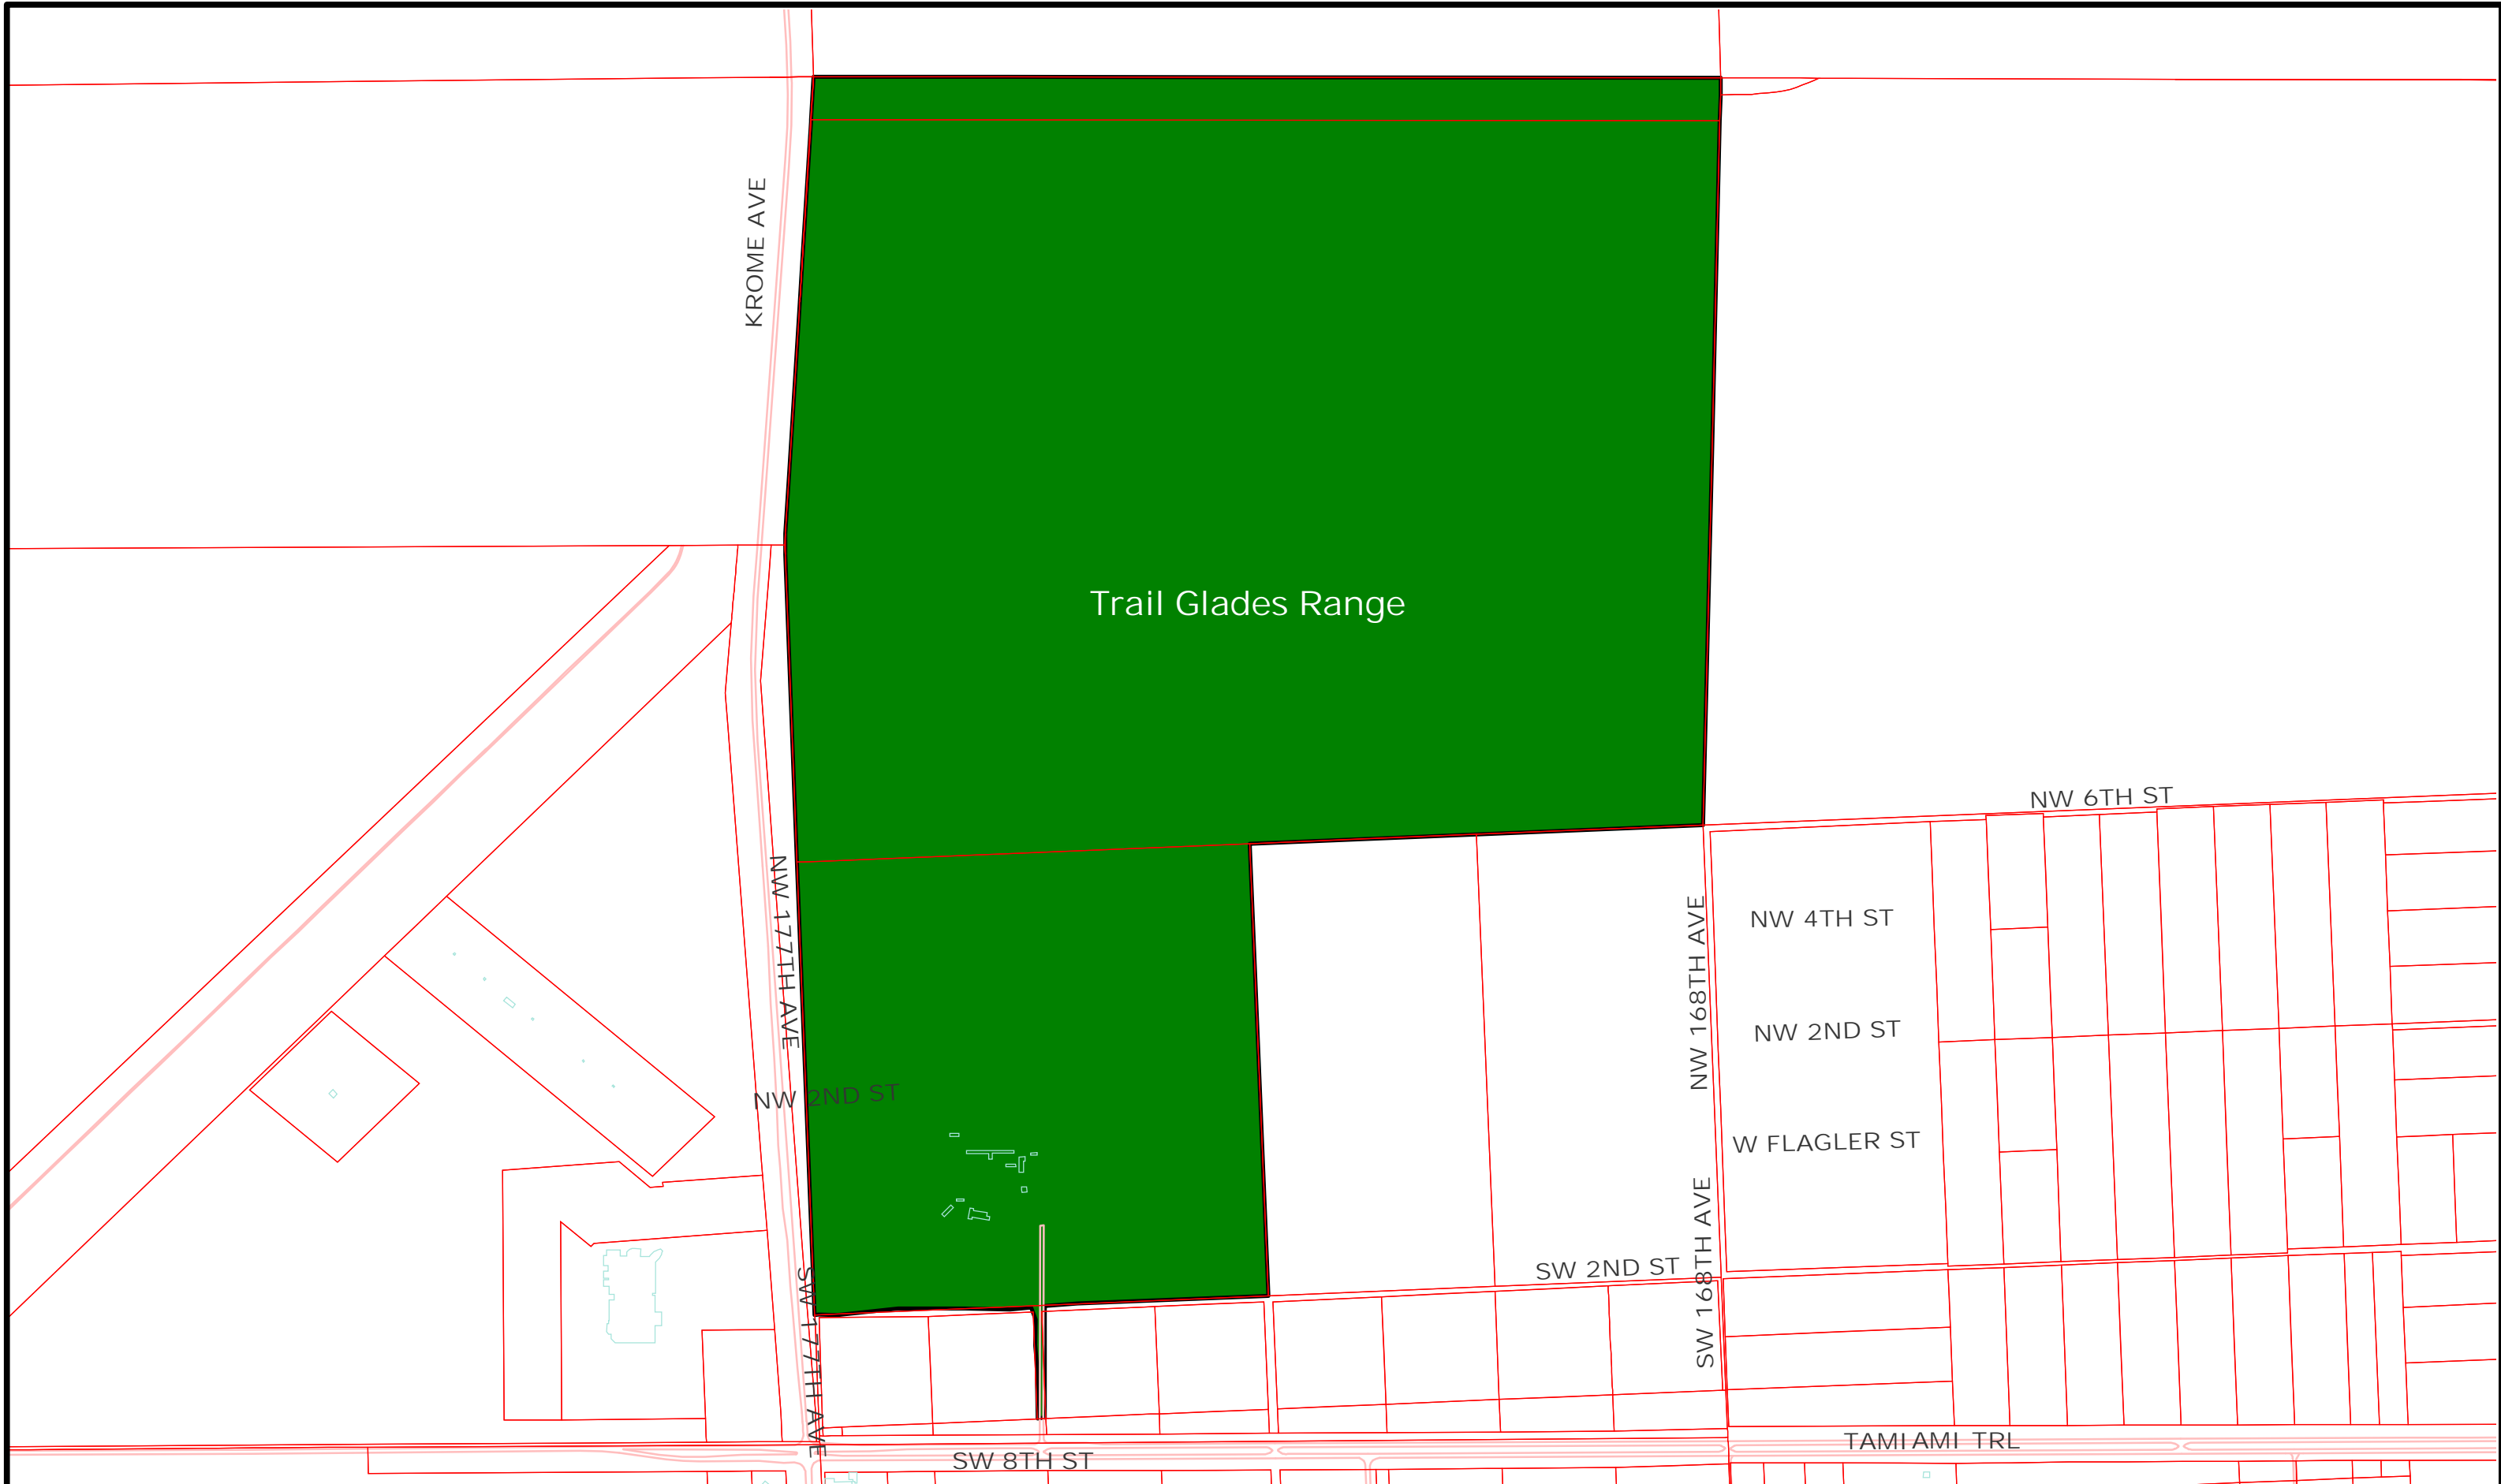 KROME AVE
Trail Glades Range
NW 6TH ST
NW 177TH AVE
NW 168TH AVE
NW 4TH ST
NW 2ND ST
NW 2ND ST
W FLAGLER ST
SW 168TH AVE
SW 2ND ST
SW 177TH AVE
TAMIAMI TRL
SW 8TH ST